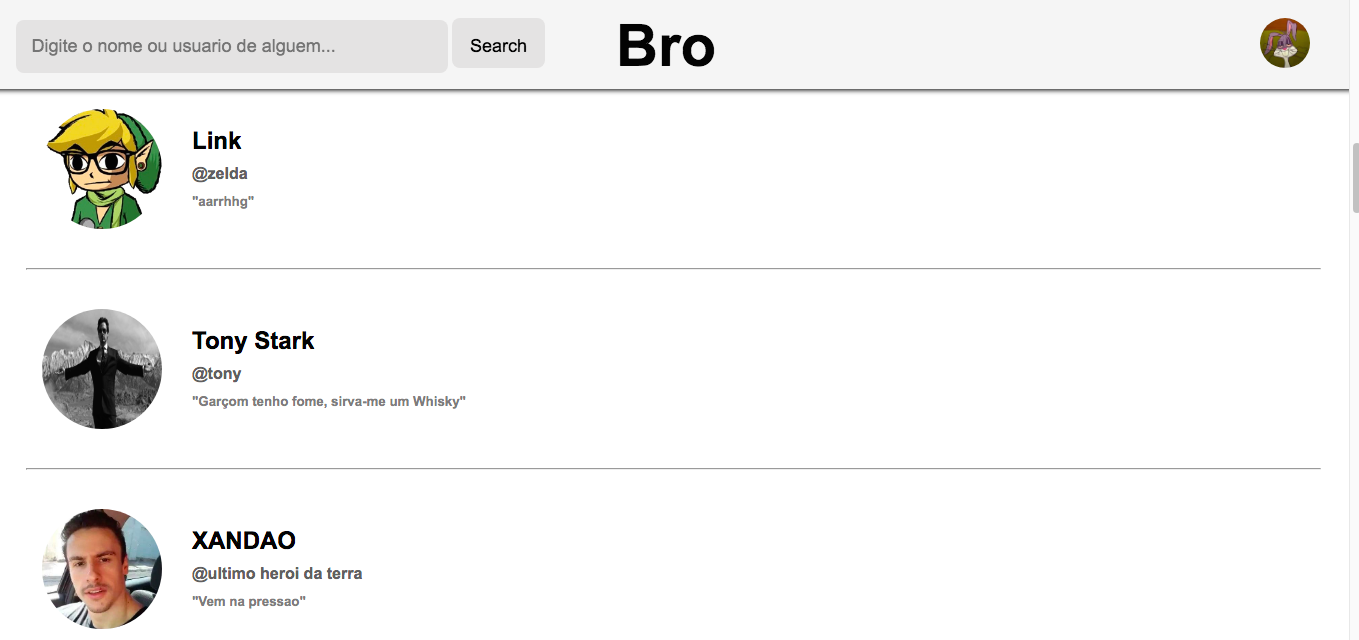 Digite o nome ou usuario de alguem...
Search
Bro
Link
@zelda
"aarrhhg"
Tony Stark
@tony
"Garçom tenho fome, sirva-me um Whisky"
XANDAO
@ultimo heroi da terra
"Vem na pressao"